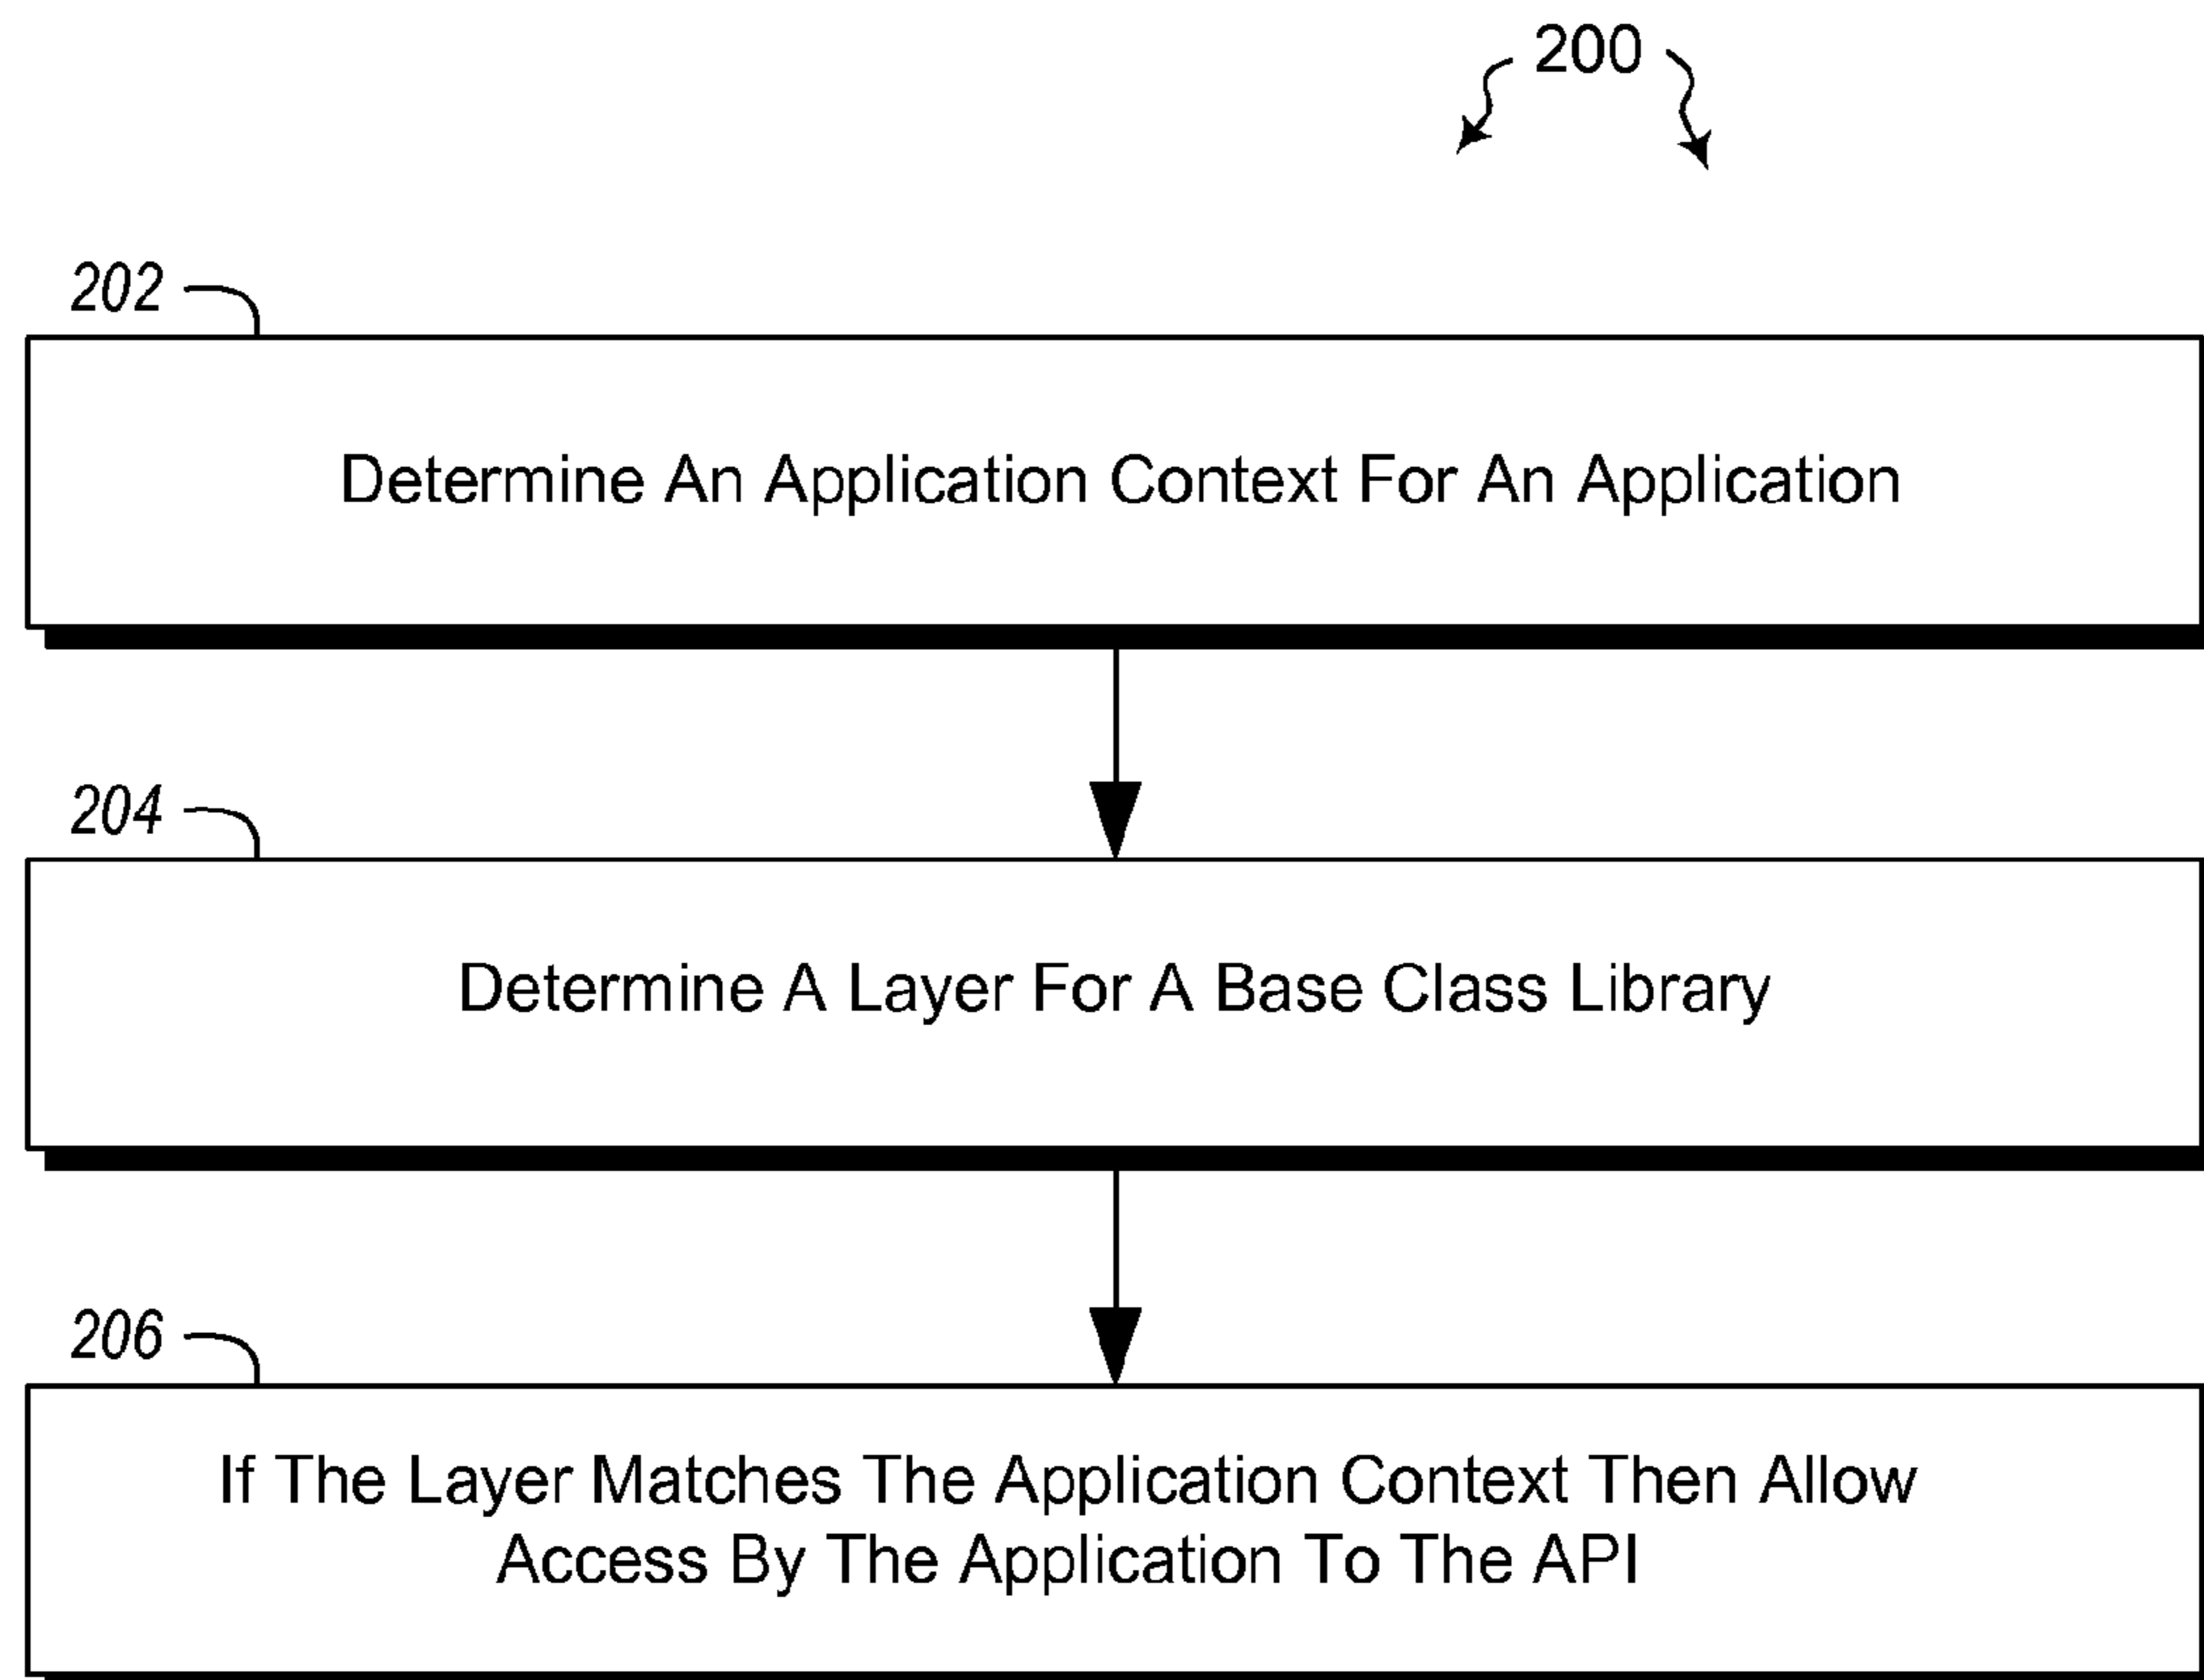 200
202
Determine An Application Context For An Application
204
Determine A Layer For A Base Class Library
206
If The Layer Matches The Application Context Then Allow
Access By The Application To The API